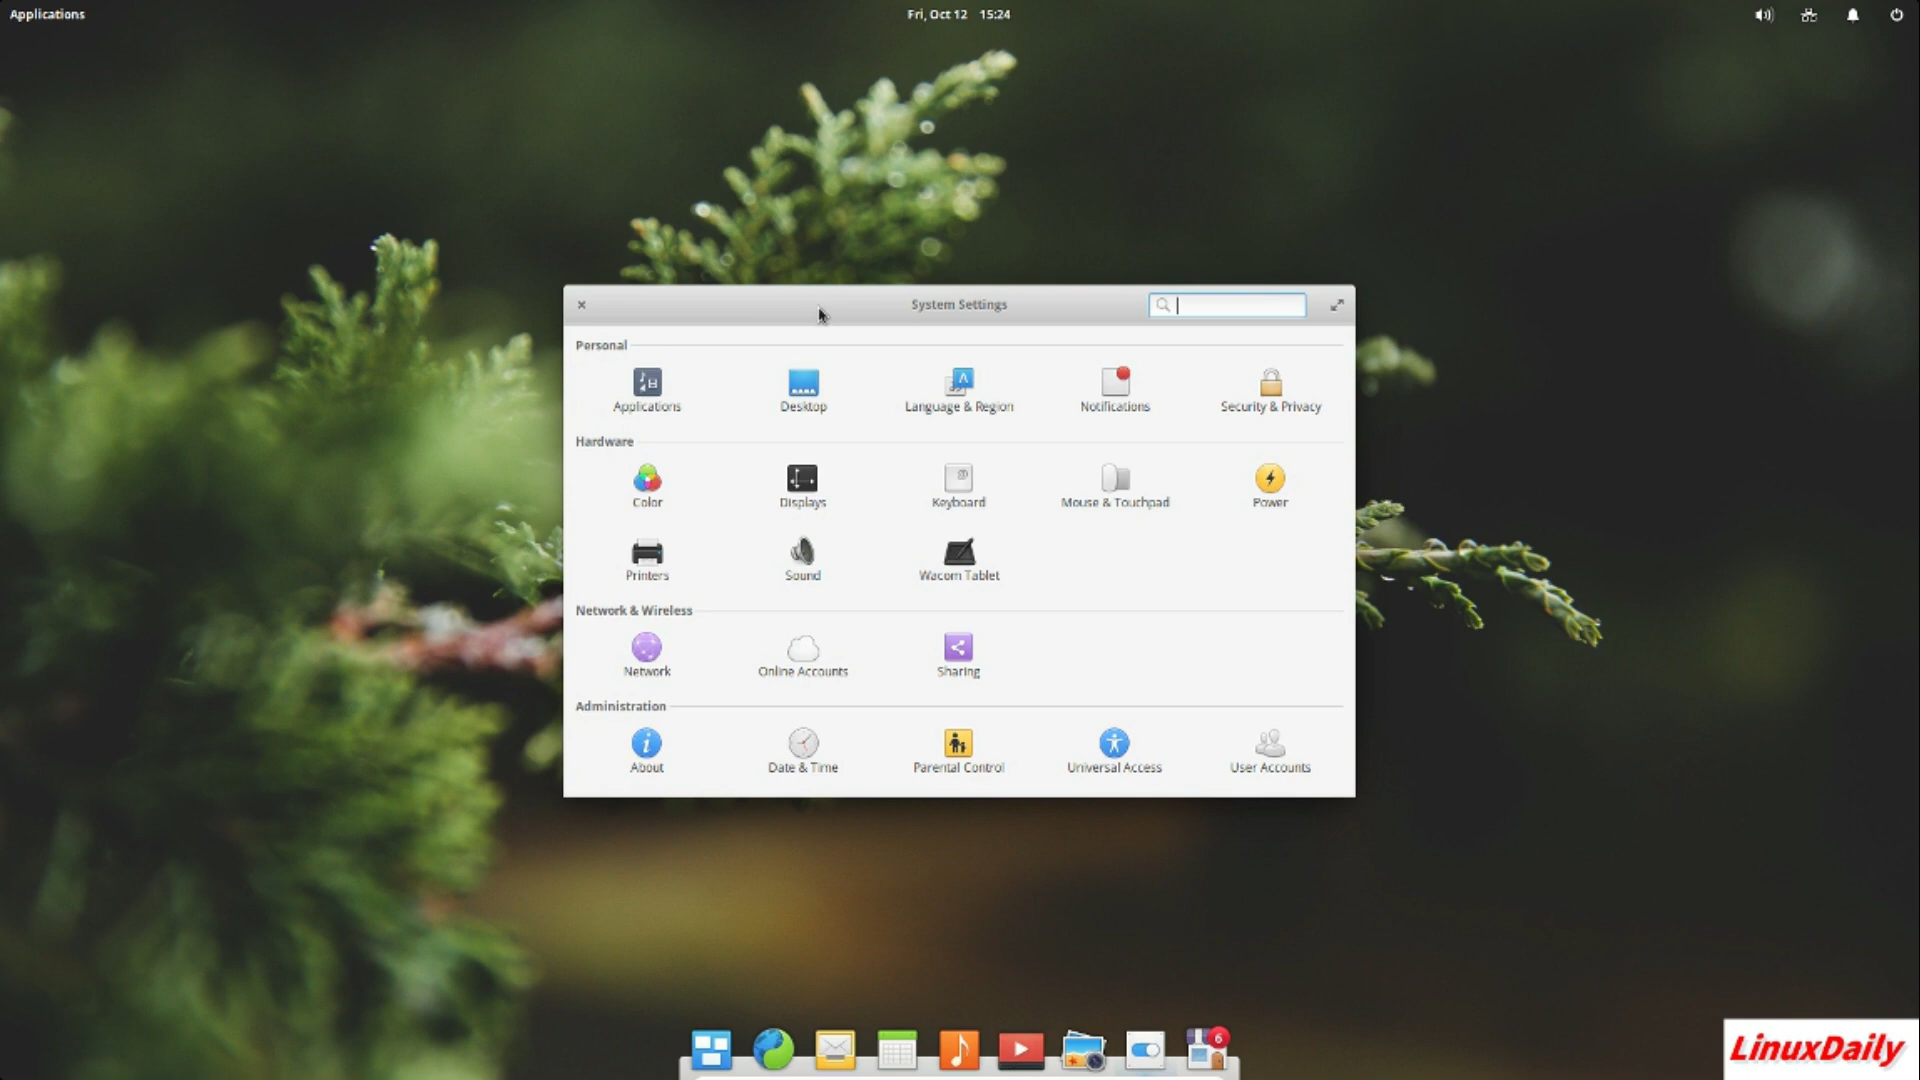 Applications
Fri, Oct 12 15:24
System Settings
Personal
Applications
Desktop
Language & Region
Notifications
Security & Privacy
Hardware
Color
Displays
Keyboard
Mouse & Touchpad
Power
Printers
Sound
Wacom Tablet
Network & Wireless
Network
Online Accounts
Sharing
Administration
About
Date & Time
Parental Control
Universal Access
User Accounts
6
LinuxDaily